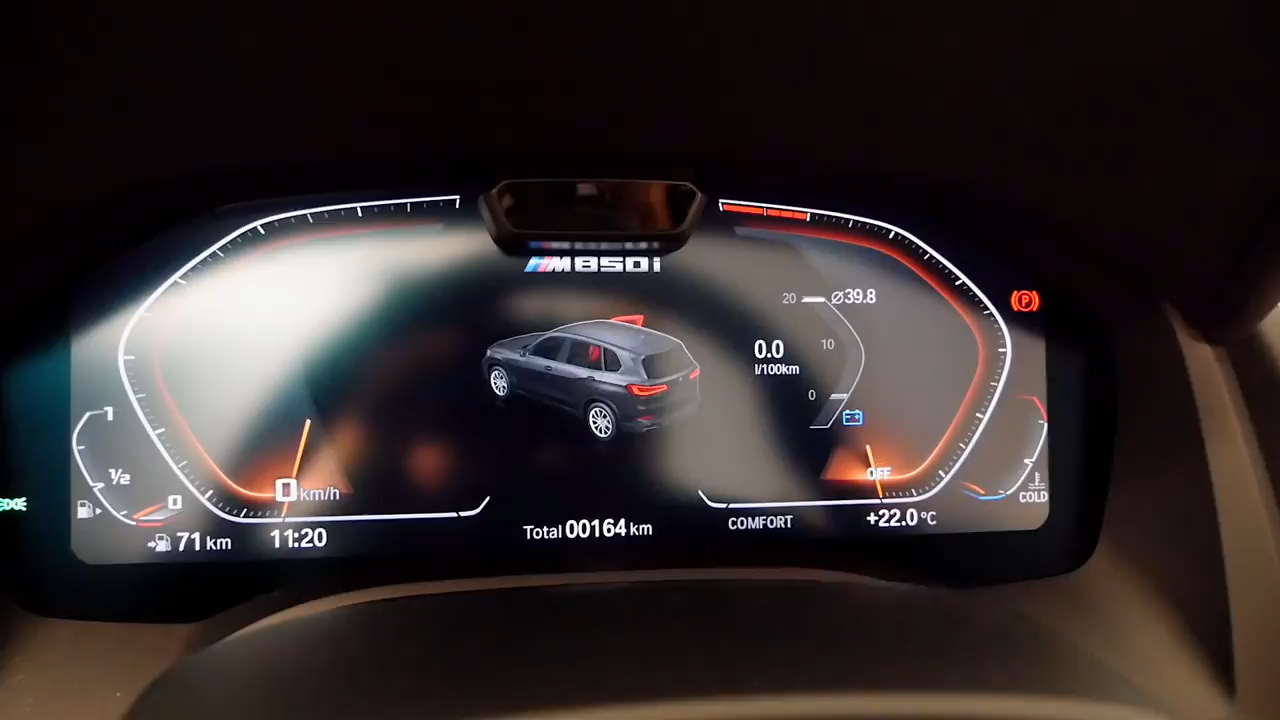 M850i
20
Ø39.8
0.0
l/100km
10
0
1
1/2
0
0 km/h
OFF
COLD
71 km
11:20
Total 00164 km
COMFORT
+22.0 °C
P